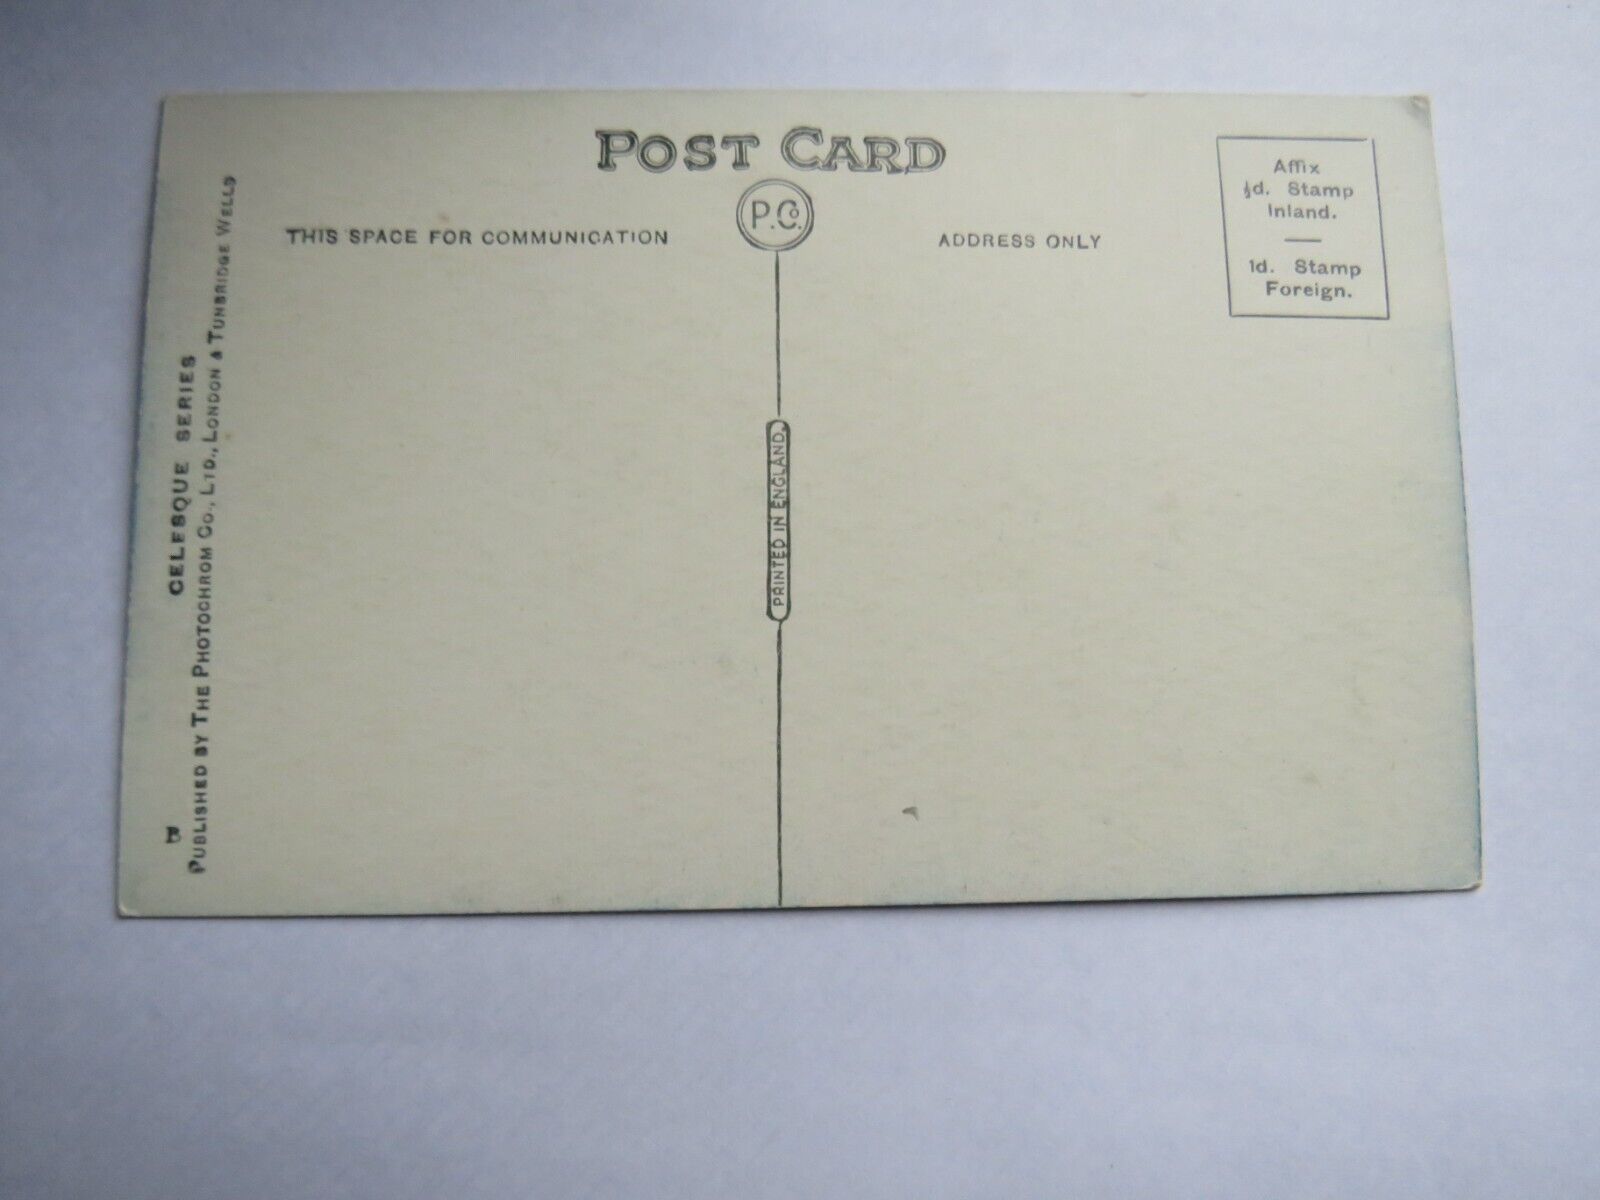 POST CARD
P.Co.
THIS SPACE FOR COMMUNICATION
ADDRESS ONLY
Affix
½d. Stamp
Inland.
1d. Stamp
Foreign.
PRINTED IN ENGLAND.
CELESQUE SERIES
PUBLISHED BY THE PHOTOCHROM CO., LTD., LONDON & TUNBRIDGE WELLS